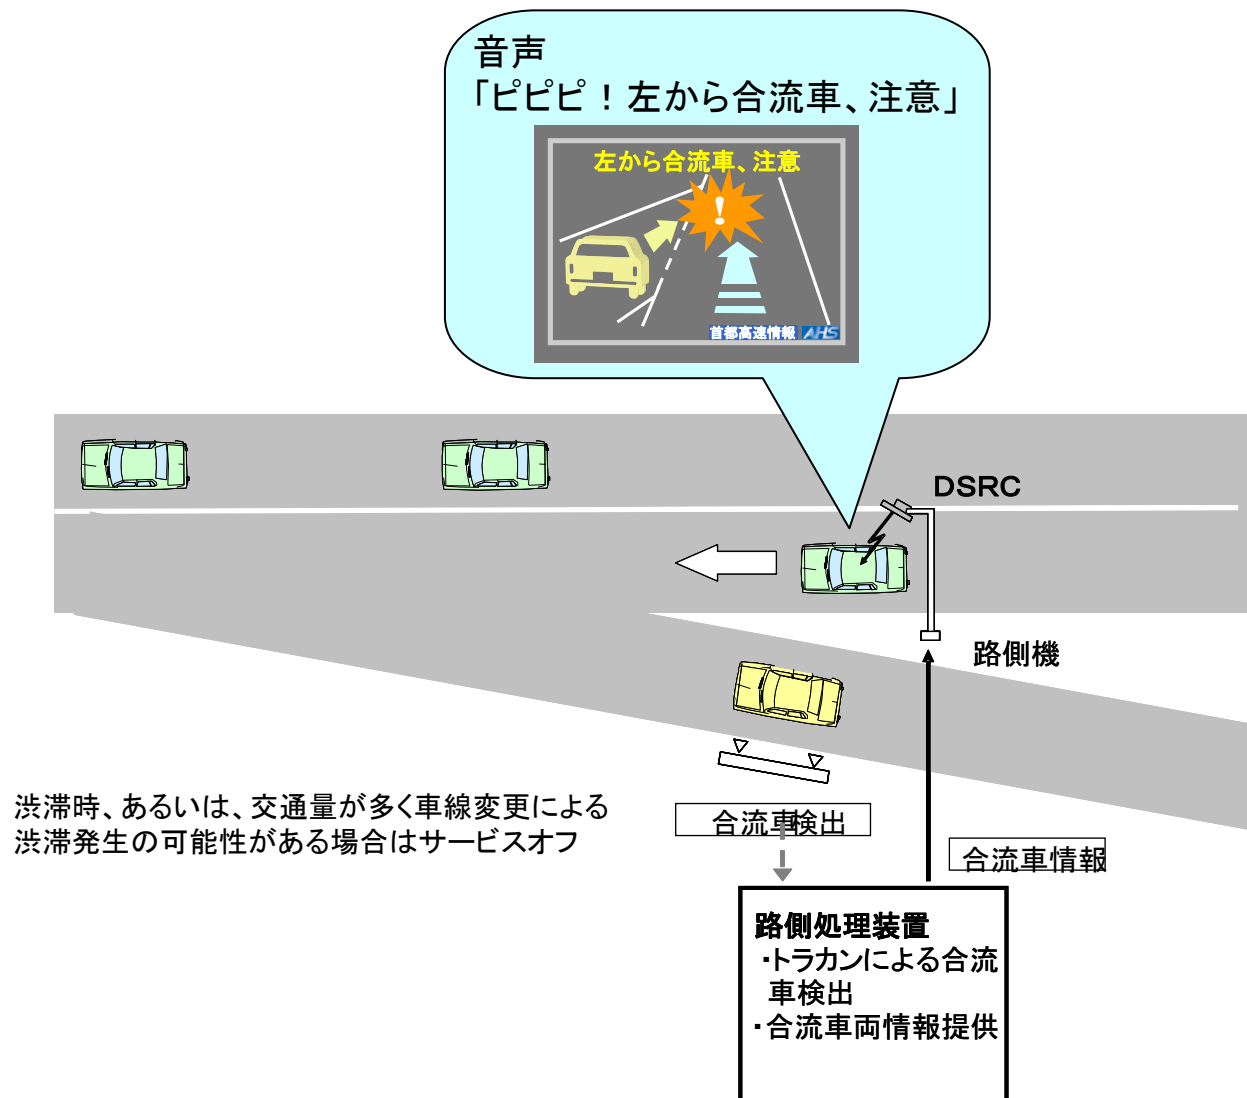 音声
「ピピピ！左から合流車、注意」
左から合流車、注意
!
首都高速情報 AHS
DSRC
路側機
渋滞時、あるいは、交通量が多く車線変更による
渋滞発生の可能性がある場合はサービスオフ
合流車検出
合流車情報
路側処理装置
・トラカンによる合流
車検出
・合流車両情報提供